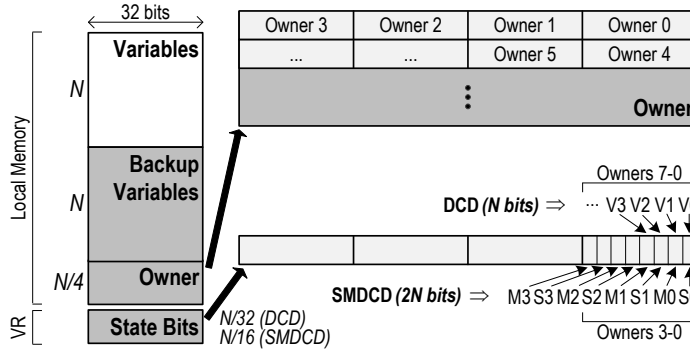 32 bits
Variables
N
Backup
Variables
N
Owner
N/4
State Bits
N/32 (DCD)
N/16 (SMDCD)
Local Memory
VR
Owner 3 Owner 2 Owner 1 Owner 0
... ... Owner 5 Owner 4
⋮
Owner
Owners 7-0
DCD (N bits) ⇒ ... V3 V2 V1 V
SMDCD (2N bits) ⇒ M3 S3 M2 S2 M1 S1 M0 S
Owners 3-0